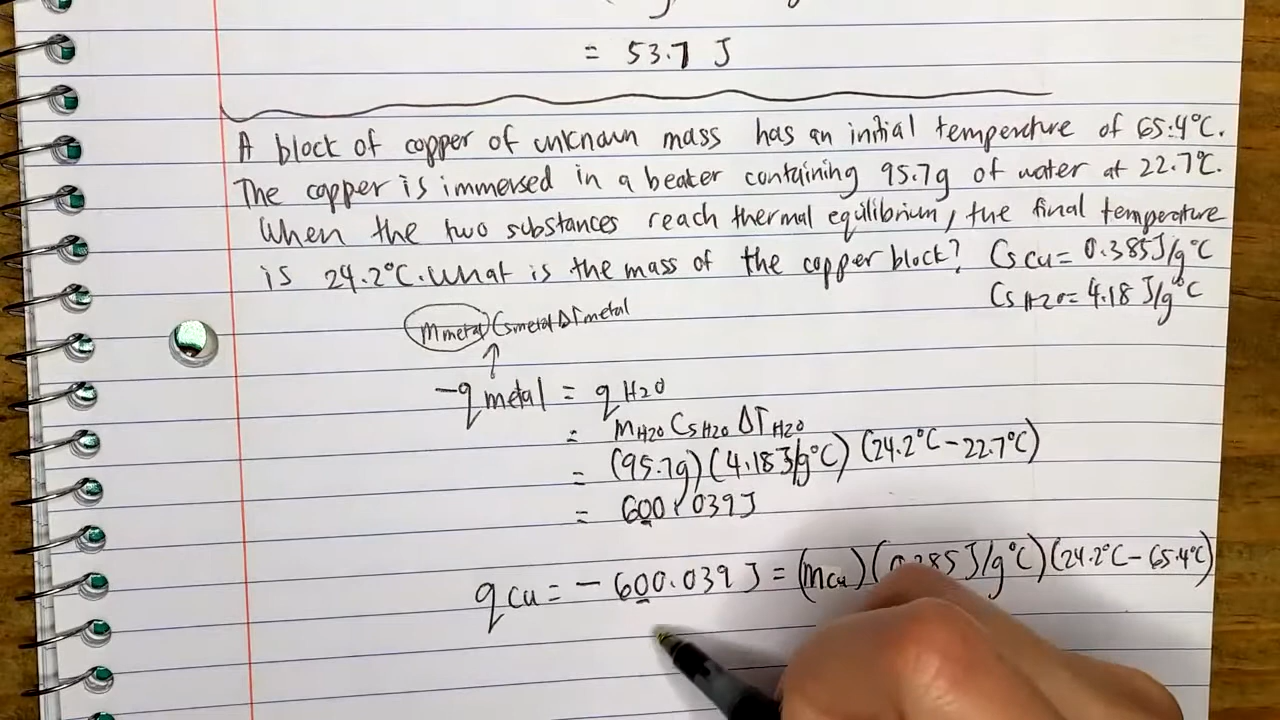 = 53.7 J
A block of copper of unknown mass has an initial temperature of 65.4°C.
The copper is immersed in a beaker containing 95.7g of water at 22.7°C.
When the two substances reach thermal equilibrium, the final temperature
is 24.2°C. What is the mass of the copper block? Cs Cu = 0.385 J/g°C
Cs H2O = 4.18 J/g°C
mmetal Csmetal ΔTmetal
-q metal = q H2O
= mH2O CsH2O ΔTH2O
= (95.7g) (4.18 J/g°C) (24.2°C - 22.7°C)
= 600.039 J
q cu = - 600.039 J = (mcu) (0.385 J/g°C) (24.2°C - 65.4°C)